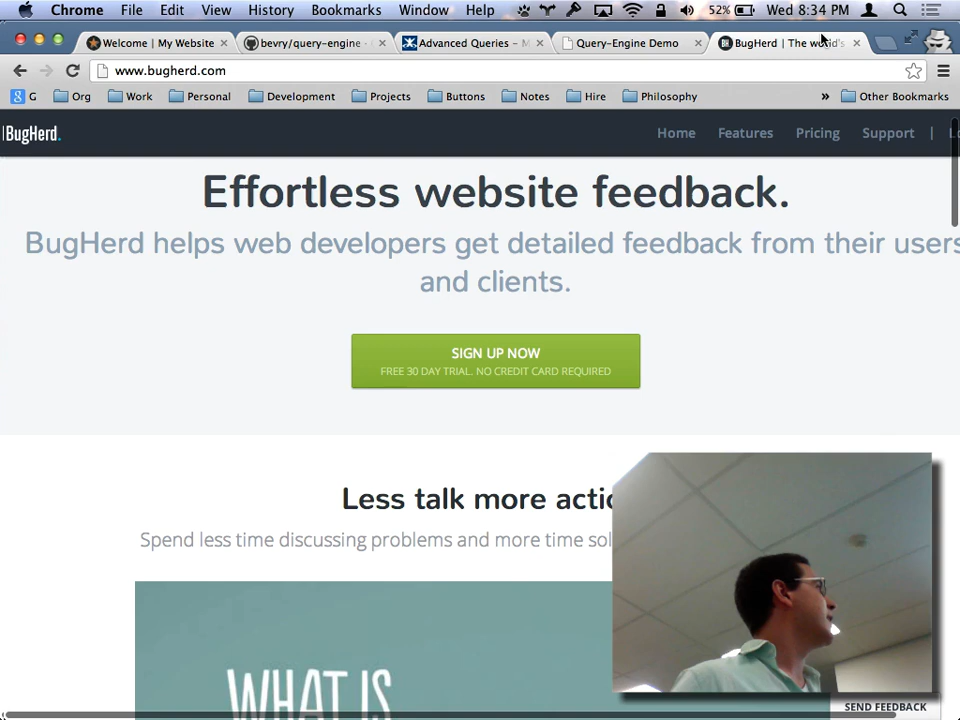 Chrome File Edit View History Bookmarks Window Help 52% Wed 8:34 PM
Welcome | My Website bevry/query-engine · Advanced Queries – M Query-Engine Demo BugHerd | The world's
www.bugherd.com
G Org Work Personal Development Projects Buttons Notes Hire Philosophy » Other Bookmarks
BugHerd. Home Features Pricing Support | L
Effortless website feedback.
BugHerd helps web developers get detailed feedback from their users
and clients.
SIGN UP NOW
FREE 30 DAY TRIAL. NO CREDIT CARD REQUIRED
Less talk more actio
Spend less time discussing problems and more time sol
WHAT IS
SEND FEEDBACK